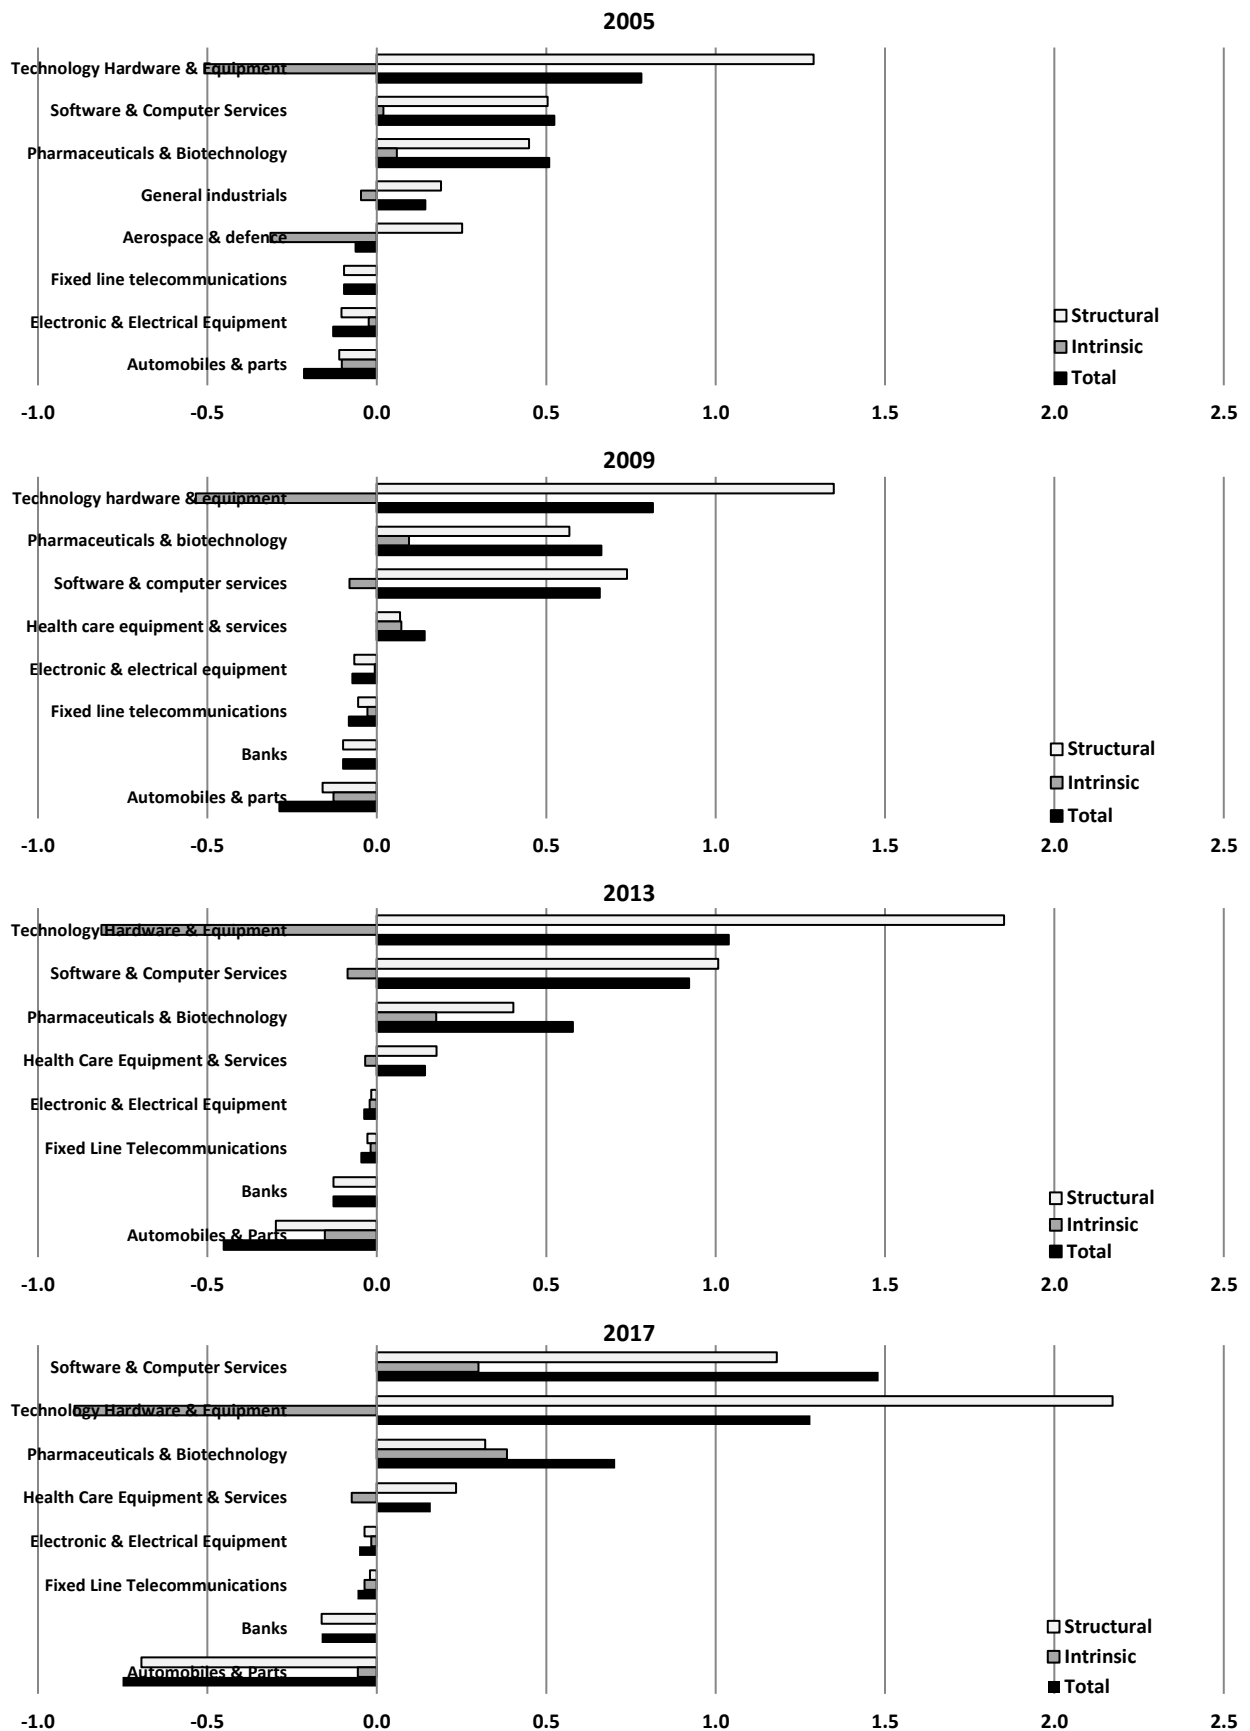 2005
Technology Hardware & Equipment
Software & Computer Services
Pharmaceuticals & Biotechnology
General industrials
Aerospace & defence
Fixed line telecommunications
Electronic & Electrical Equipment
Automobiles & parts
Structural
Intrinsic
Total
-1.0 -0.5 0.0 0.5 1.0 1.5 2.0 2.5
2009
Technology hardware & equipment
Pharmaceuticals & biotechnology
Software & computer services
Health care equipment & services
Electronic & electrical equipment
Fixed line telecommunications
Banks
Automobiles & parts
Structural
Intrinsic
Total
-1.0 -0.5 0.0 0.5 1.0 1.5 2.0 2.5
2013
Technology Hardware & Equipment
Software & Computer Services
Pharmaceuticals & Biotechnology
Health Care Equipment & Services
Electronic & Electrical Equipment
Fixed Line Telecommunications
Banks
Automobiles & Parts
Structural
Intrinsic
Total
-1.0 -0.5 0.0 0.5 1.0 1.5 2.0 2.5
2017
Software & Computer Services
Technology Hardware & Equipment
Pharmaceuticals & Biotechnology
Health Care Equipment & Services
Electronic & Electrical Equipment
Fixed Line Telecommunications
Banks
Automobiles & Parts
Structural
Intrinsic
Total
-1.0 -0.5 0.0 0.5 1.0 1.5 2.0 2.5